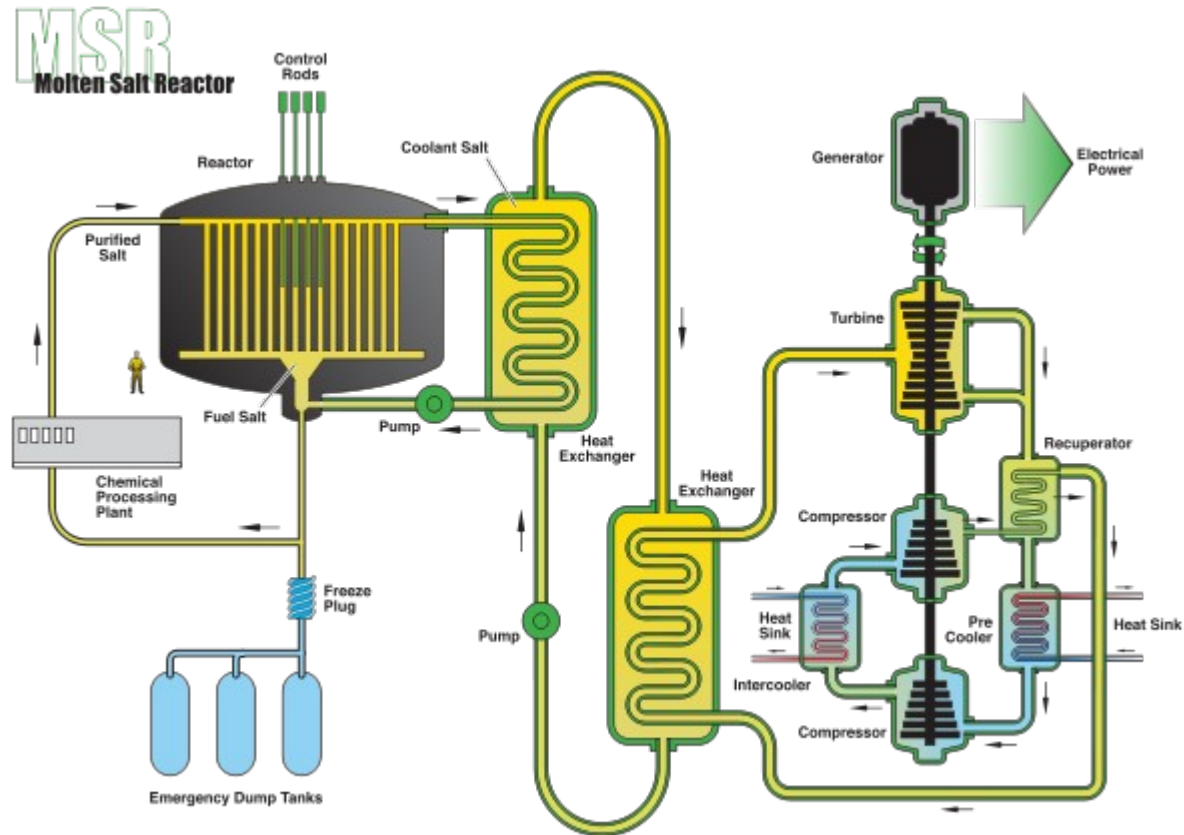 MSR
Molten Salt Reactor
Control
Rods
Reactor
Coolant Salt
Generator
Electrical
Power
Purified
Salt
Turbine
Fuel Salt
Pump
Heat
Exchanger
Recuperator
Chemical
Processing
Plant
Heat
Exchanger
Compressor
Freeze
Plug
Pump
Heat
Sink
Pre
Cooler
Heat Sink
Intercooler
Compressor
Emergency Dump Tanks